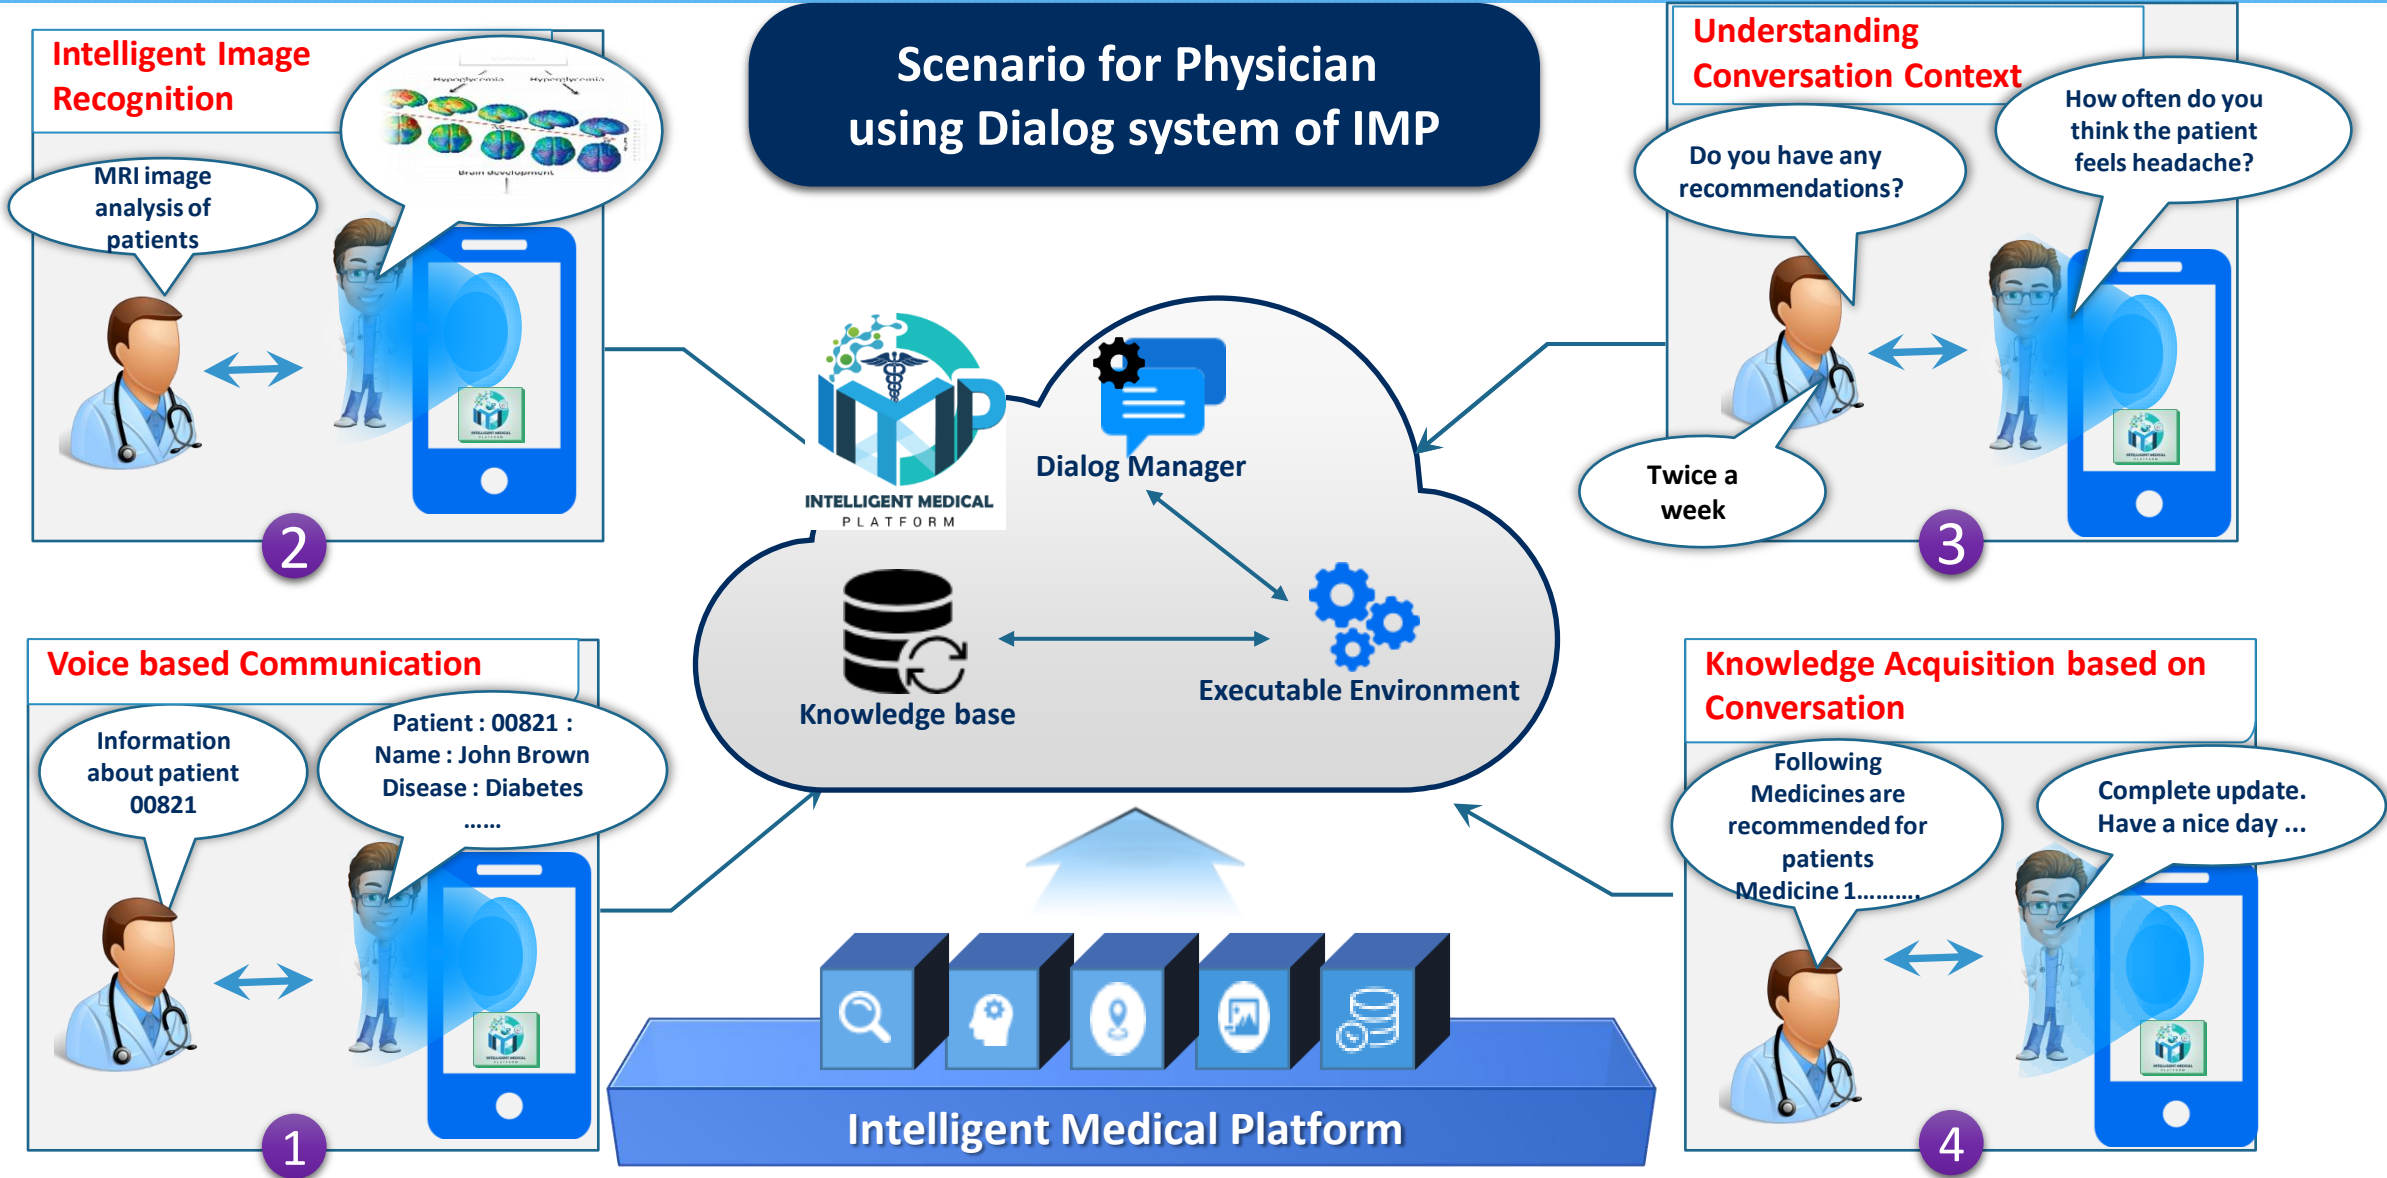 Scenario for Physician
using Dialog system of IMP
Intelligent Image
Recognition
Hypoglycemia
Hyperglycemia
Brain development
MRI image
analysis of
patients
2
Understanding
Conversation Context
Do you have any
recommendations?
How often do you
think the patient
feels headache?
Twice a
week
3
INTELLIGENT MEDICAL
PLATFORM
Dialog Manager
Knowledge base
Executable Environment
Voice based Communication
Information
about patient
00821
Patient : 00821 :
Name : John Brown
Disease : Diabetes
......
1
Knowledge Acquisition based on
Conversation
Following
Medicines are
recommended for
patients
Medicine 1..........
Complete update.
Have a nice day ...
4
Intelligent Medical Platform